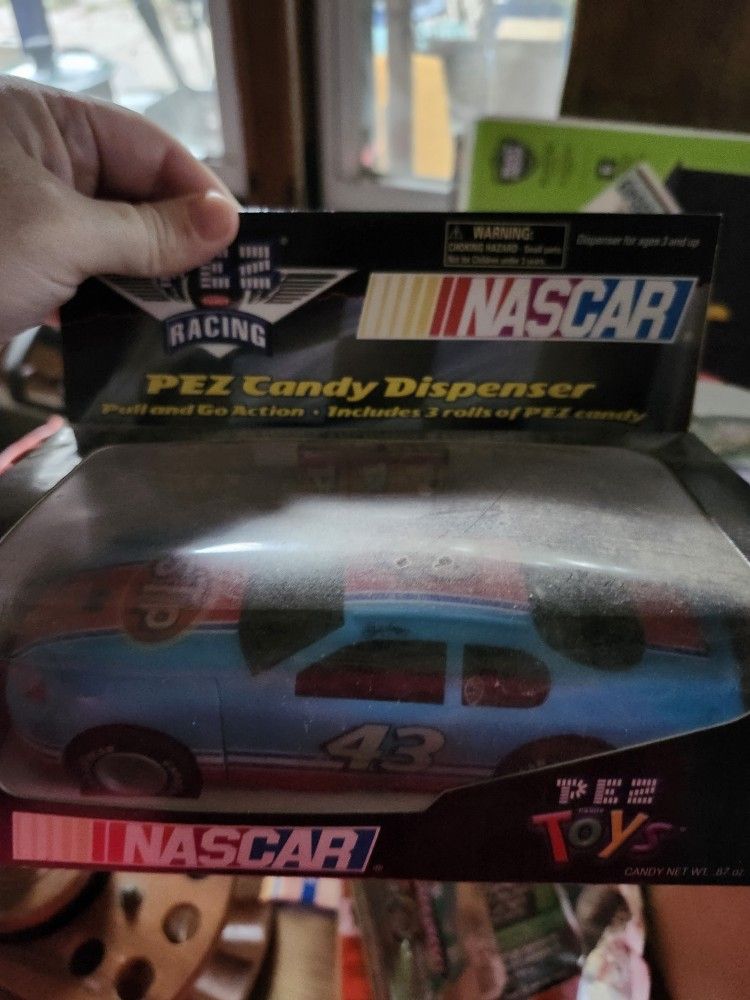 WARNING:
CHOKING HAZARD Small parts
Not for Children under 3 years.
Dispenser for ages 3 and up
RACING
NASCAR
PEZ Candy Dispenser
Pull and Go Action • Includes 3 rolls of PEZ candy
STP
43
PEZ
CANDY
TOYS
NASCAR
CANDY NET WT. .87 oz.